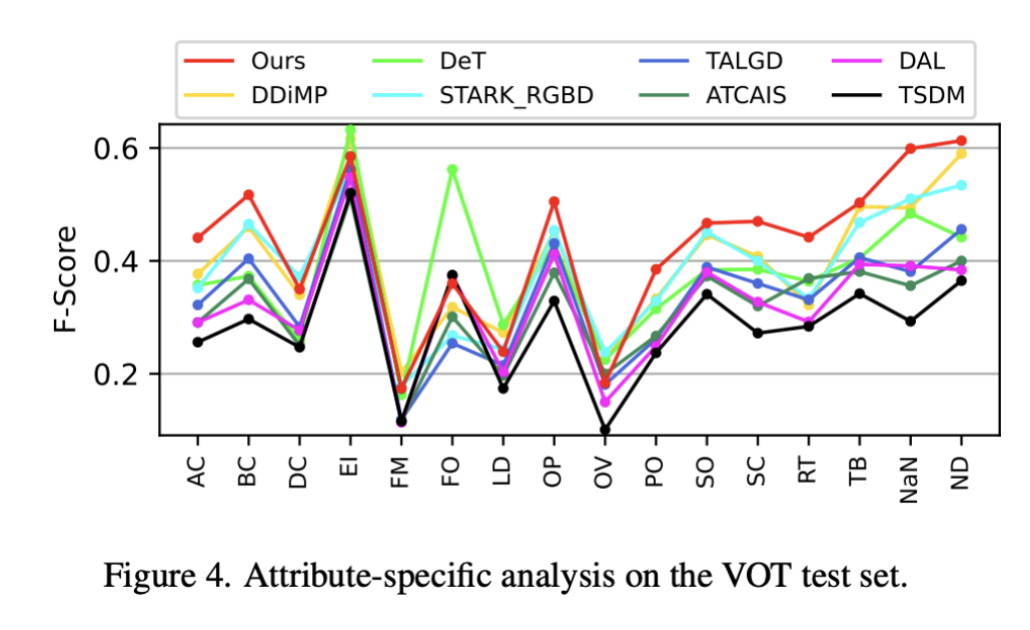 Ours DeT TALGD DAL
DDiMP STARK_RGBD ATCAIS TSDM
0.6
0.4
0.2
F-Score
AC BC DC EI FM FO LD OP OV PO SO SC RT TB NaN ND
Figure 4. Attribute-specific analysis on the VOT test set.